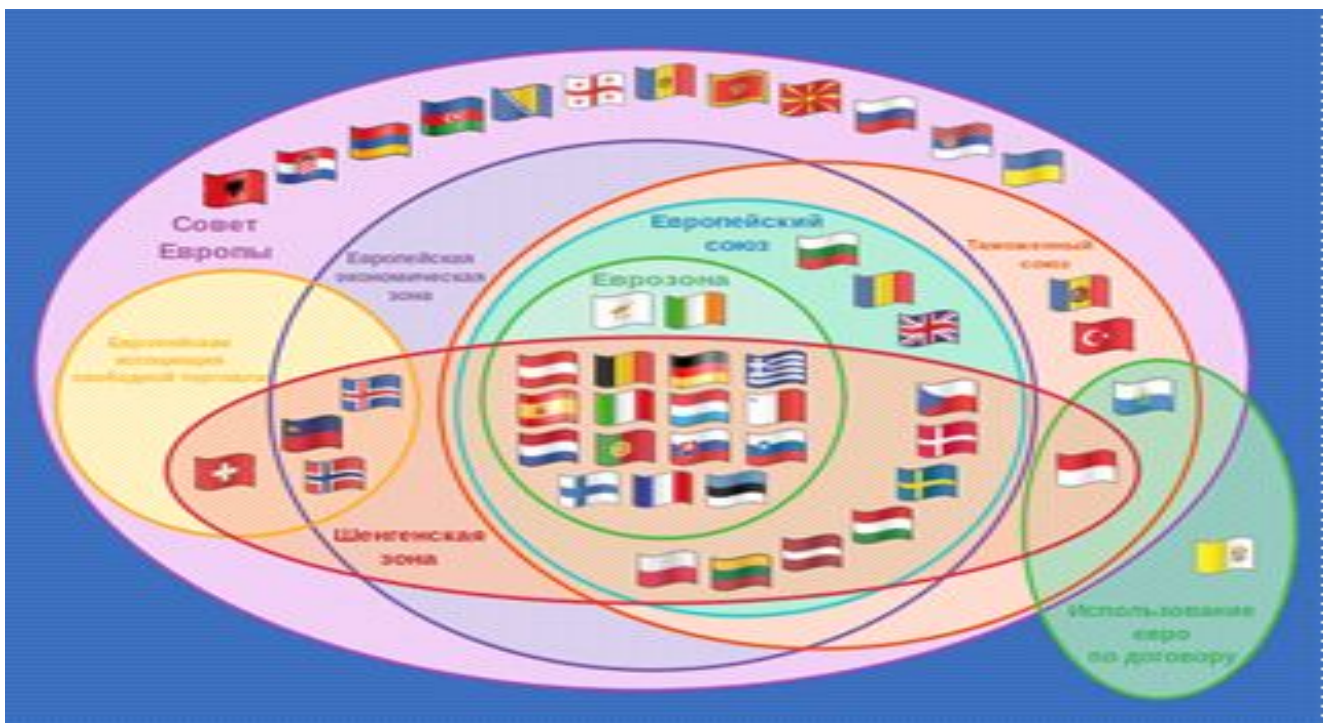 Совет
Европы
Европейская
экономическая
зона
Европейский
союз
Таможенный
союз
Еврозона
Европейская
ассоциация
свободной торговли
Шенгенская
зона
Использование
евро
по договору